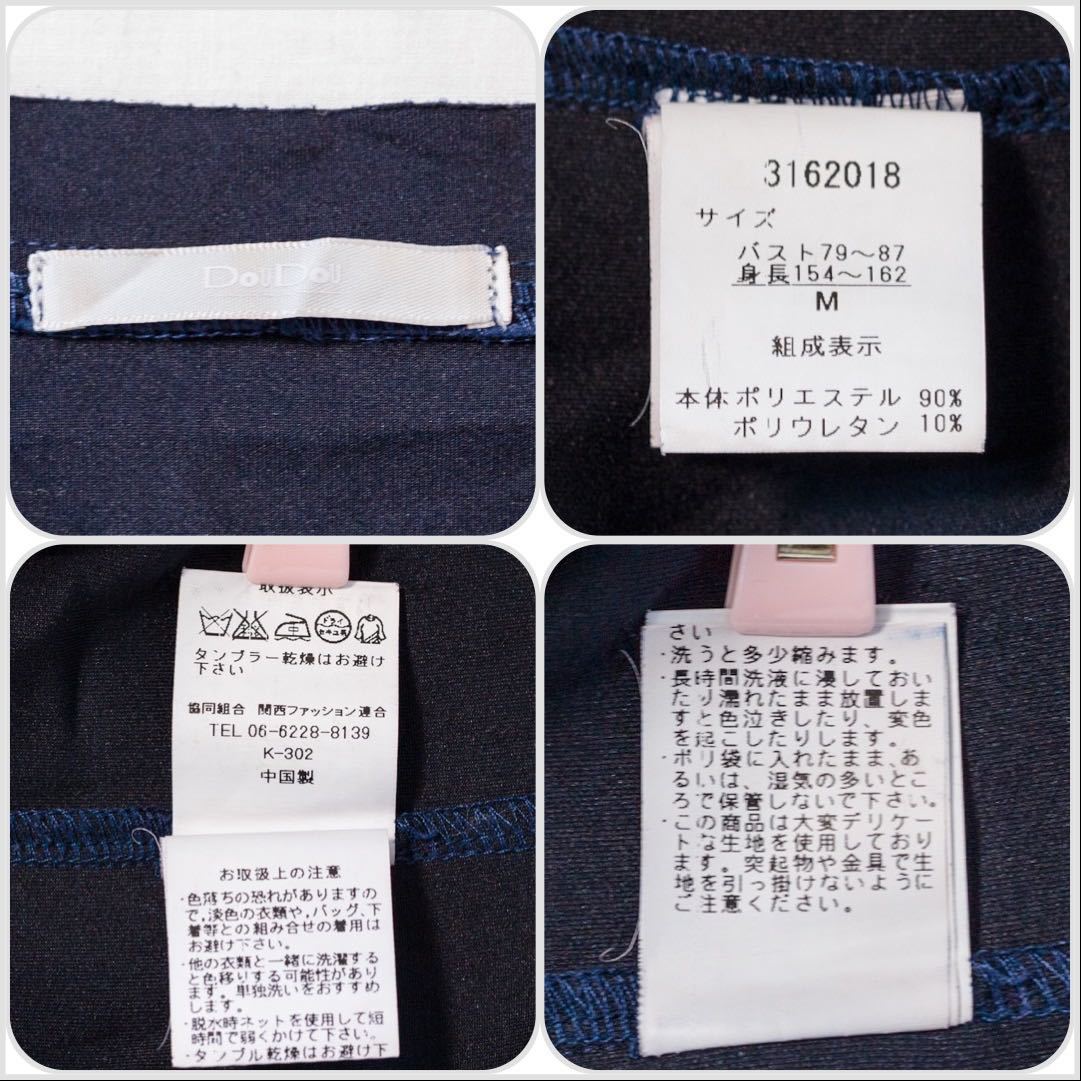 DOUDOU
3162018
サイズ
バスト79～87
身長154～162
M
組成表示
本体ポリエステル 90%
ポリウレタン 10%
取扱表示
ドライ
セキユ系
タンブラー乾燥はお避け
下さい
協同組合 関西ファッション連合
TEL 06-6228-8139
K-302
中国製
お取扱上の注意
・色落ちの恐れがありますの
で,淡色の衣類や,バッグ、下
着等との組み合せの着用は
お避け下さい。
・他の衣類と一緒に洗濯する
と色移りする可能性があり
ます。単独洗いをおすすめ
します。
・脱水時ネットを使用して短
時間で弱くかけて下さい。
・タンブル乾燥はお避け下
さい
・洗うと多少縮みます。
・長時間洗液に浸しておい
たり濡れたまま放置しま
すと色泣きしたり、変色
を起こしたりします。
・ポリ袋に入れたまま、あ
るいは、湿気の多いとこ
ろで保管しないで下さい。
・この商品は大変デリケー
トな生地を使用しており
ます。突起物や金具で生
地を引っ掛けないように
ご注意ください。